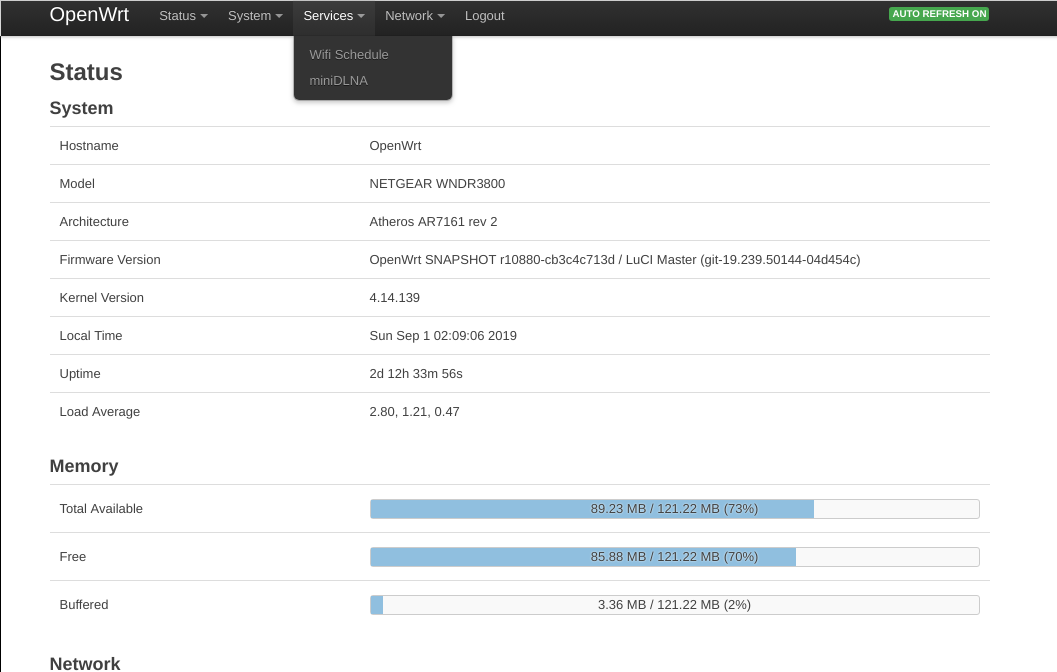 OpenWrt Status System Services Network Logout AUTO REFRESH ON
Wifi Schedule
miniDLNA
Status
System
Hostname OpenWrt
Model NETGEAR WNDR3800
Architecture Atheros AR7161 rev 2
Firmware Version OpenWrt SNAPSHOT r10880-cb3c4c713d / LuCI Master (git-19.239.50144-04d454c)
Kernel Version 4.14.139
Local Time Sun Sep 1 02:09:06 2019
Uptime 2d 12h 33m 56s
Load Average 2.80, 1.21, 0.47
Memory
Total Available 89.23 MB / 121.22 MB (73%)
Free 85.88 MB / 121.22 MB (70%)
Buffered 3.36 MB / 121.22 MB (2%)
Network